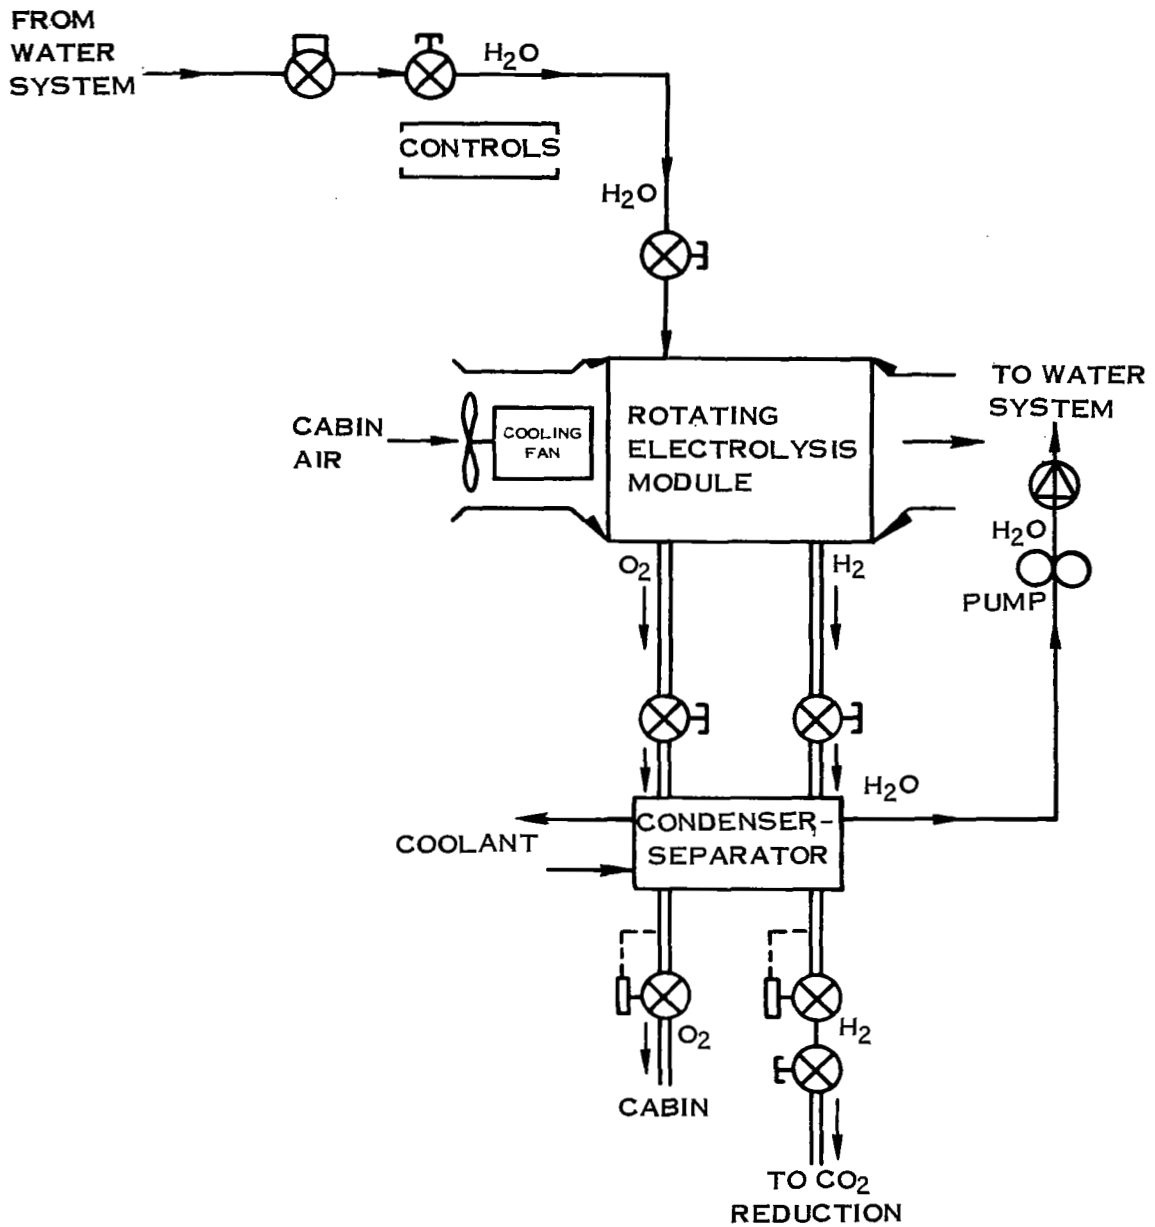 FROM
WATER
SYSTEM
H2O
CONTROLS
H2O
CABIN
AIR
COOLING
FAN
ROTATING
ELECTROLYSIS
MODULE
TO WATER
SYSTEM
H2O
PUMP
O2
H2
H2O
COOLANT
CONDENSER-
SEPARATOR
O2
H2
CABIN
TO CO2
REDUCTION